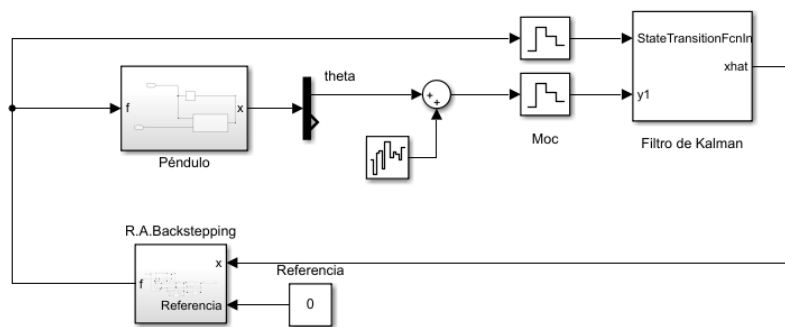 StateTransitionFcnIn
xhat
y1
theta
f
x
Péndulo
Moc
Filtro de Kalman
R.A.Backstepping
x
f
Referencia
Referencia
0